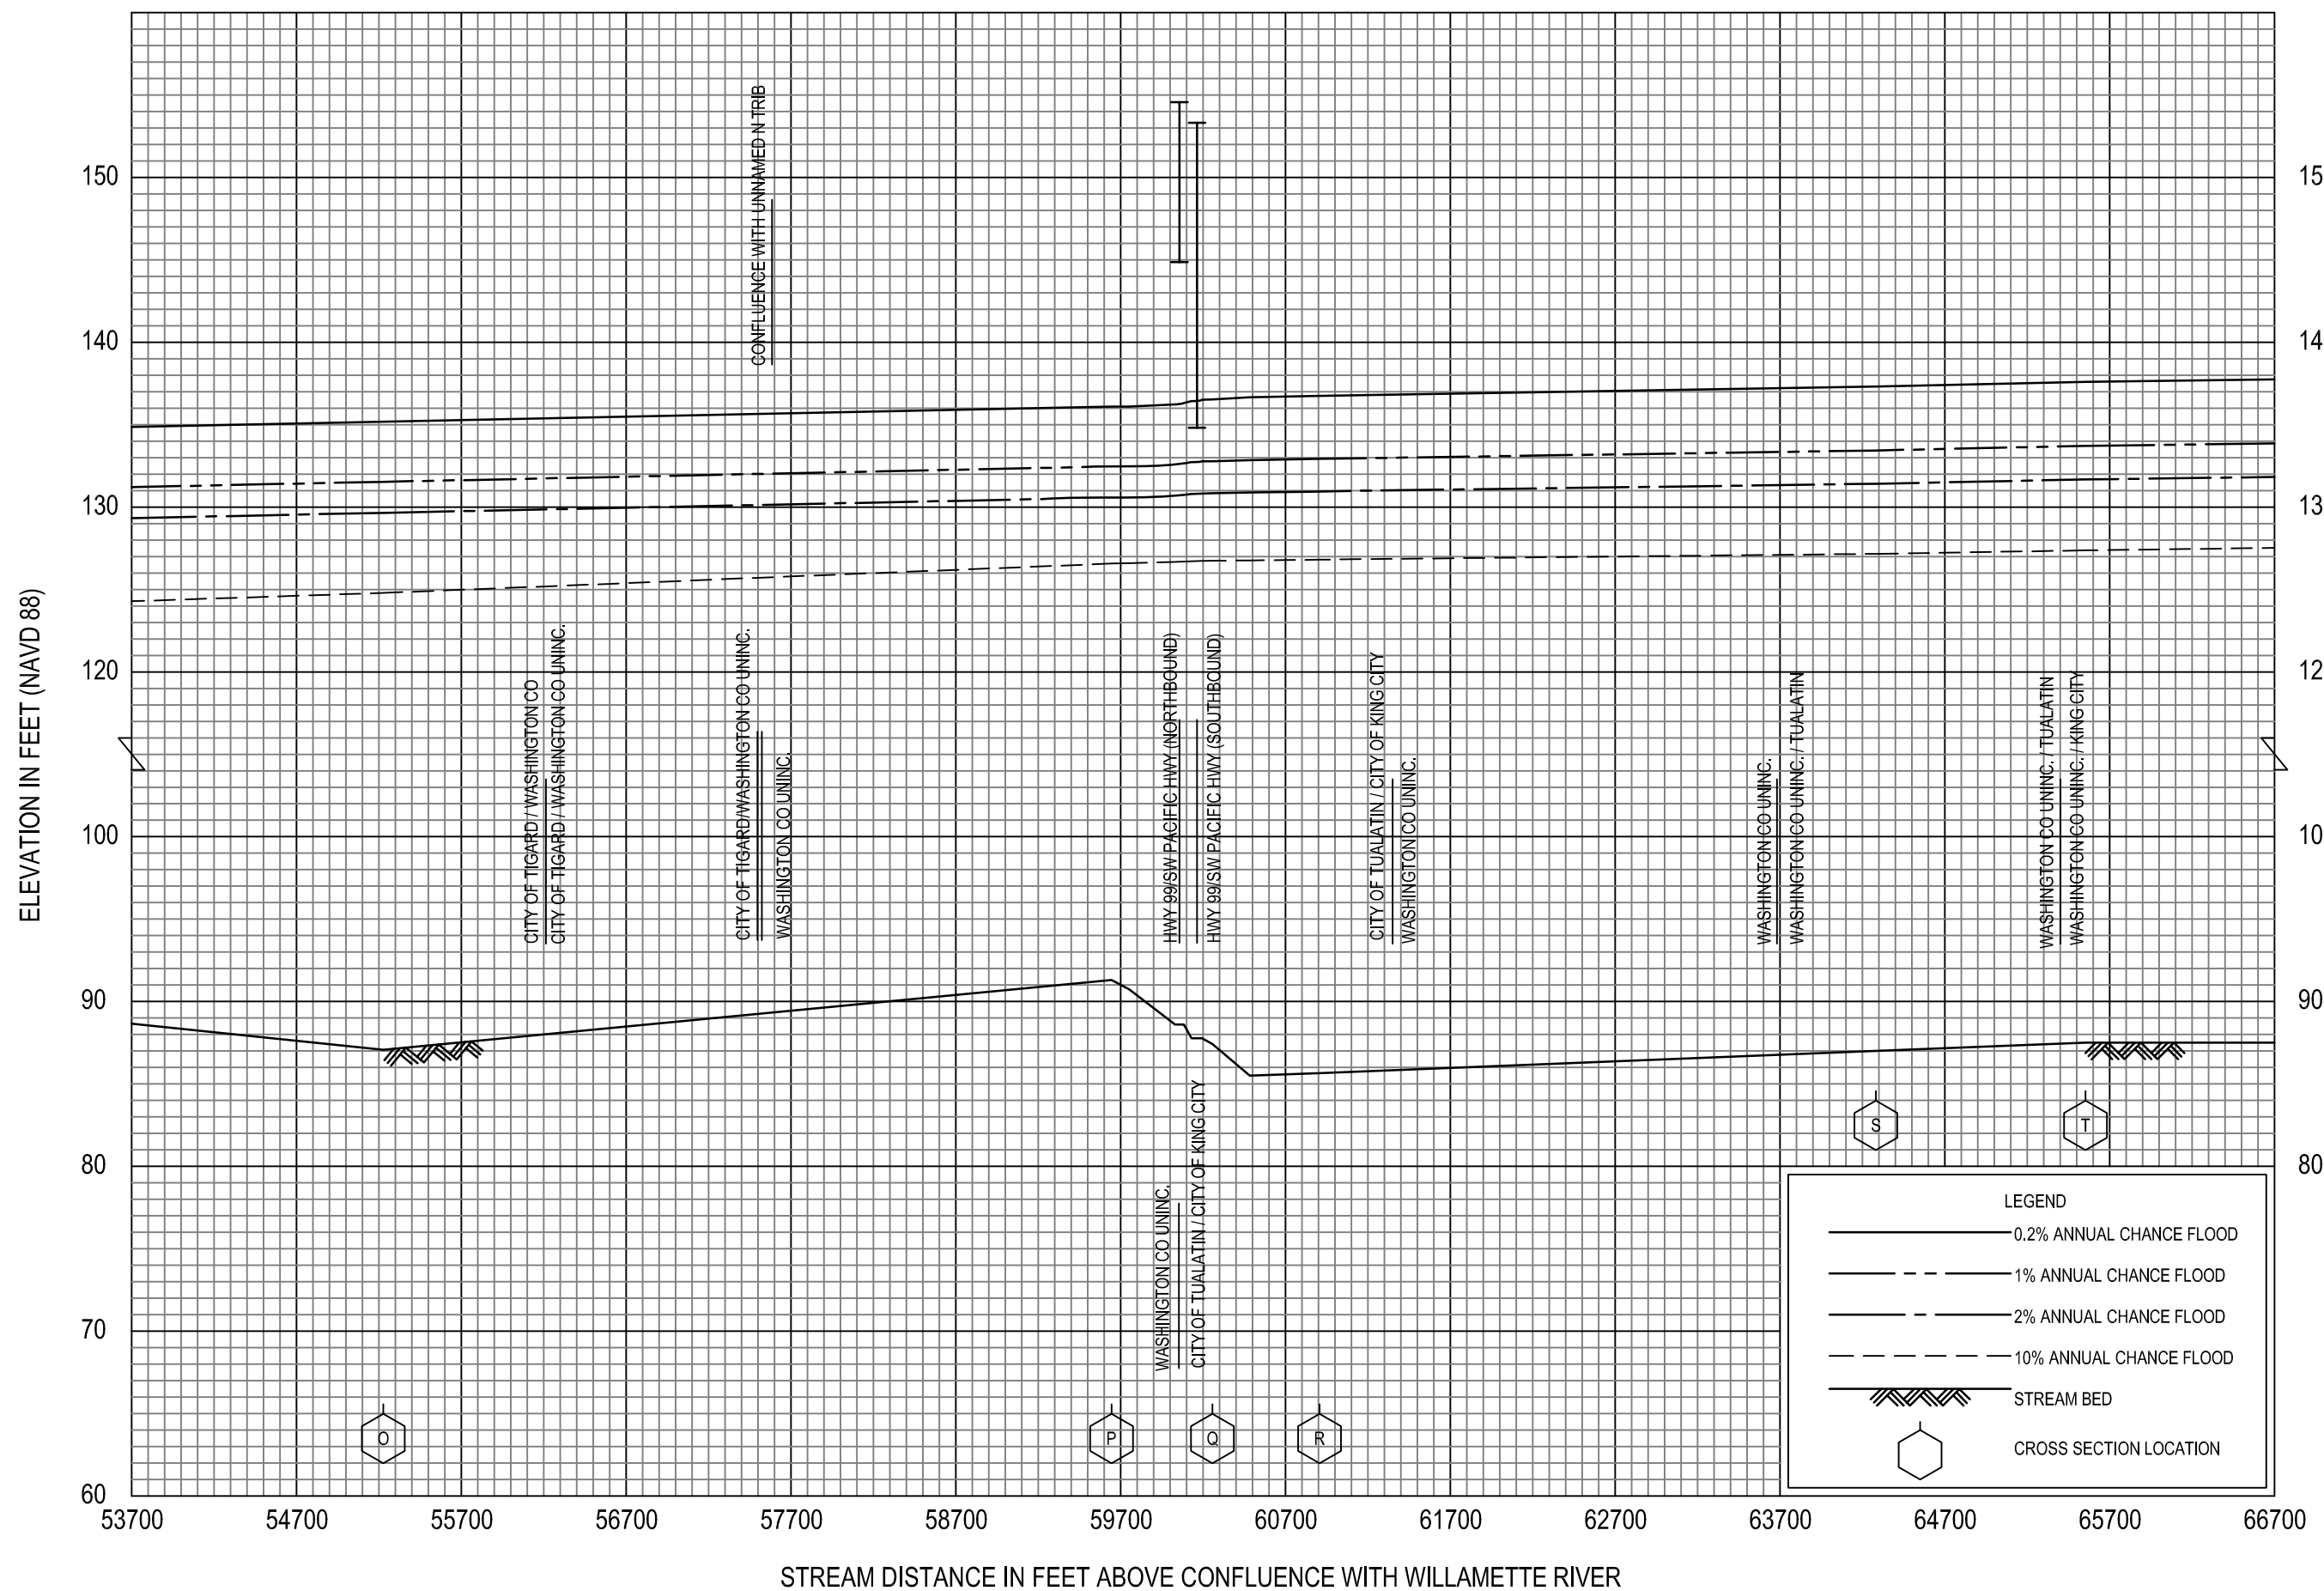 ELEVATION IN FEET (NAVD 88)
150
140
130
120
110
100
90
80
70
60
15
14
13
12
10
90
80
CONFLUENCE WITH UNNAMED N TRIB
CITY OF TIGARD / WASHINGTON CO
CITY OF TIGARD / WASHINGTON CO UNINC.
CITY OF TIGARD/WASHINGTON CO UNINC.
WASHINGTON CO UNINC.
HWY 99/SW PACIFIC HWY (NORTHBOUND)
HWY 99/SW PACIFIC HWY (SOUTHBOUND)
CITY OF TUALATIN / CITY OF KING CITY
WASHINGTON CO UNINC.
WASHINGTON CO UNINC.
WASHINGTON CO UNINC. / TUALATIN
WASHINGTON CO UNINC. / TUALATIN
WASHINGTON CO UNINC. / KING CITY
WASHINGTON CO UNINC.
CITY OF TUALATIN / CITY OF KING CITY
S
T
O
P
Q
R
LEGEND
0.2% ANNUAL CHANCE FLOOD
1% ANNUAL CHANCE FLOOD
2% ANNUAL CHANCE FLOOD
10% ANNUAL CHANCE FLOOD
STREAM BED
CROSS SECTION LOCATION
53700
54700
55700
56700
57700
58700
59700
60700
61700
62700
63700
64700
65700
66700
STREAM DISTANCE IN FEET ABOVE CONFLUENCE WITH WILLAMETTE RIVER